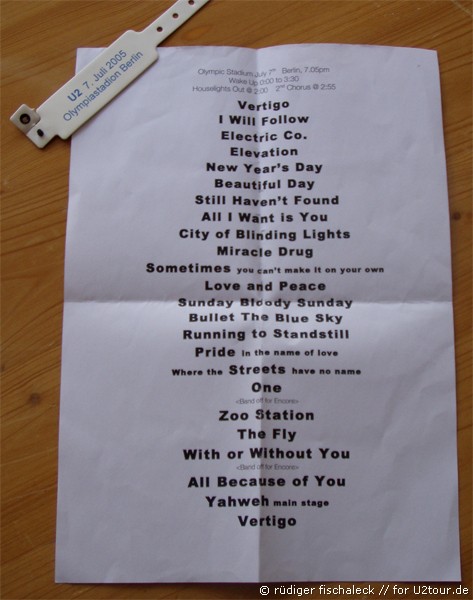 U2 7. Juli 2005
Olympiastadion Berlin
Olympic Stadium July 7th Berlin, 7.05pm
Wake Up 0:00 to 3:30
Houselights Out @ 2:00 2nd Chorus @ 2:55
Vertigo
I Will Follow
Electric Co.
Elevation
New Year's Day
Beautiful Day
Still Haven't Found
All I Want is You
City of Blinding Lights
Miracle Drug
Sometimes you can't make it on your own
Love and Peace
Sunday Bloody Sunday
Bullet The Blue Sky
Running to Standstill
Pride in the name of love
Where the Streets have no name
One
<Band off for Encore>
Zoo Station
The Fly
With or Without You
<Band off for Encore>
All Because of You
Yahweh main stage
Vertigo
© rüdiger fischaleck // for U2tour.de